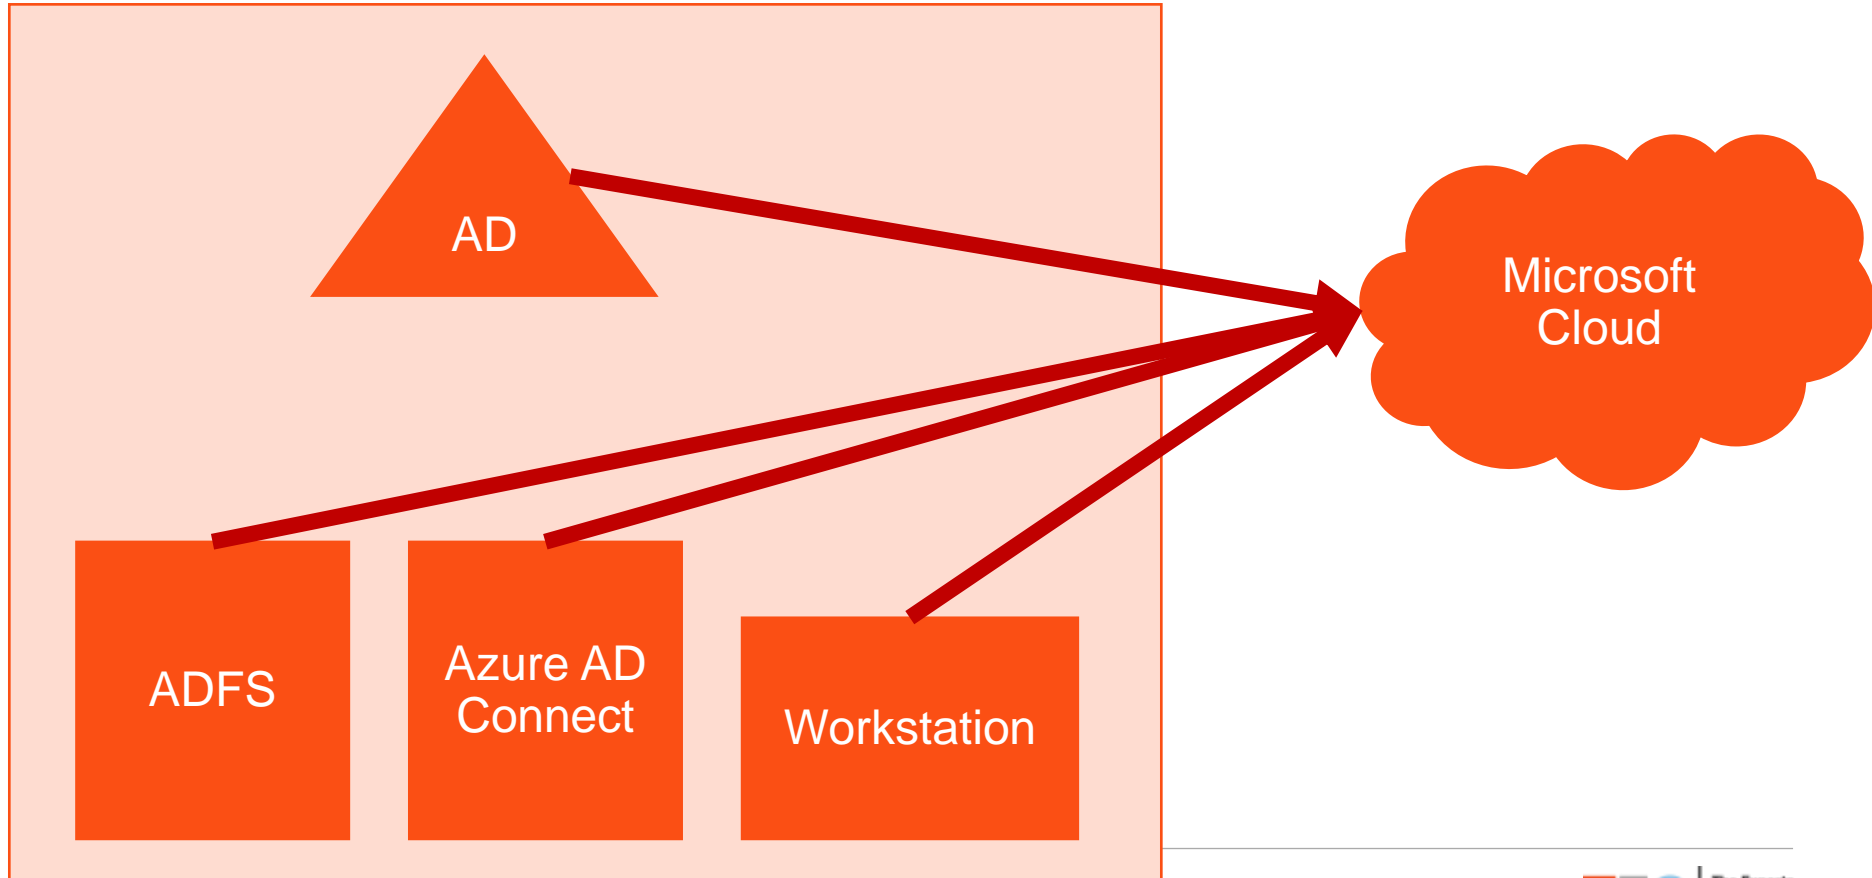 AD
Microsoft
Cloud
ADFS
Azure AD
Connect
Workstation